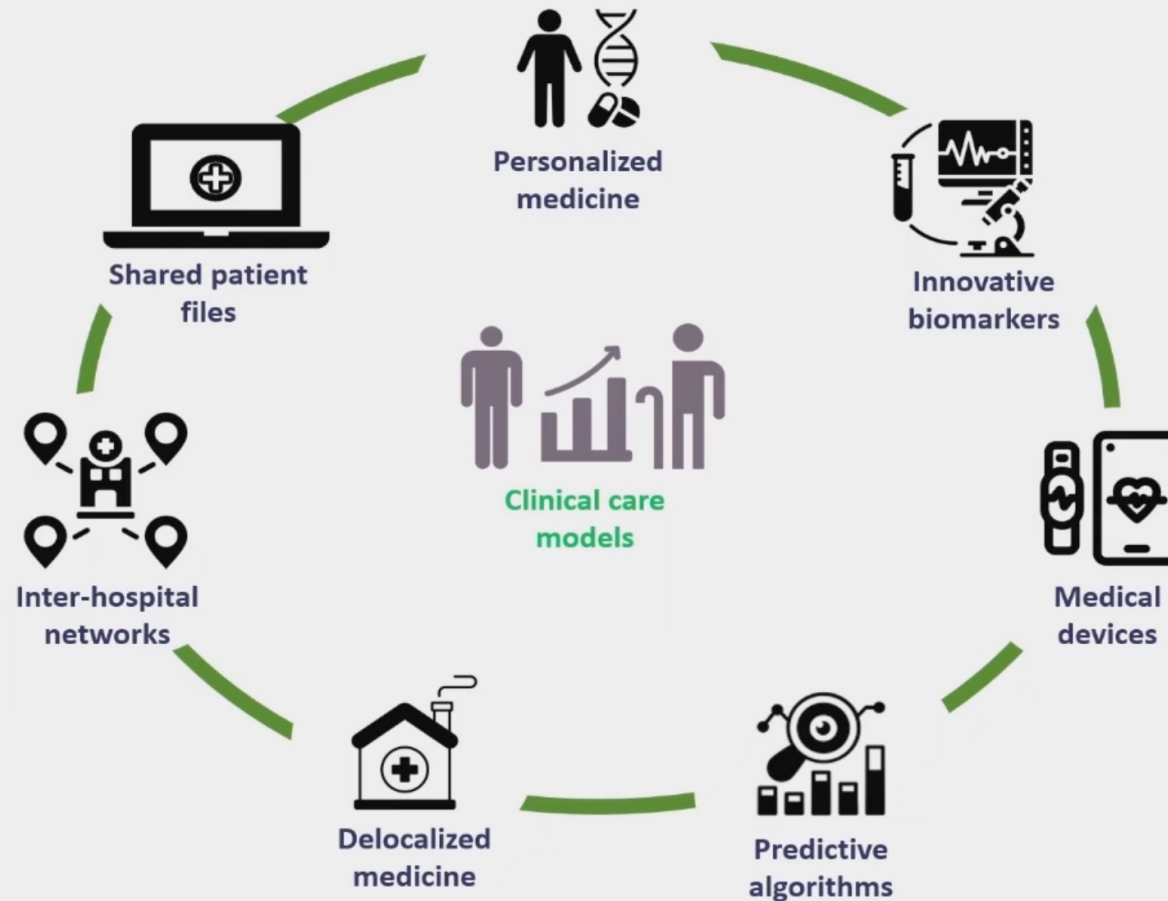 Personalized
medicine
Shared patient
files
Innovative
biomarkers
Clinical care
models
Inter-hospital
networks
Medical
devices
Delocalized
medicine
Predictive
algorithms